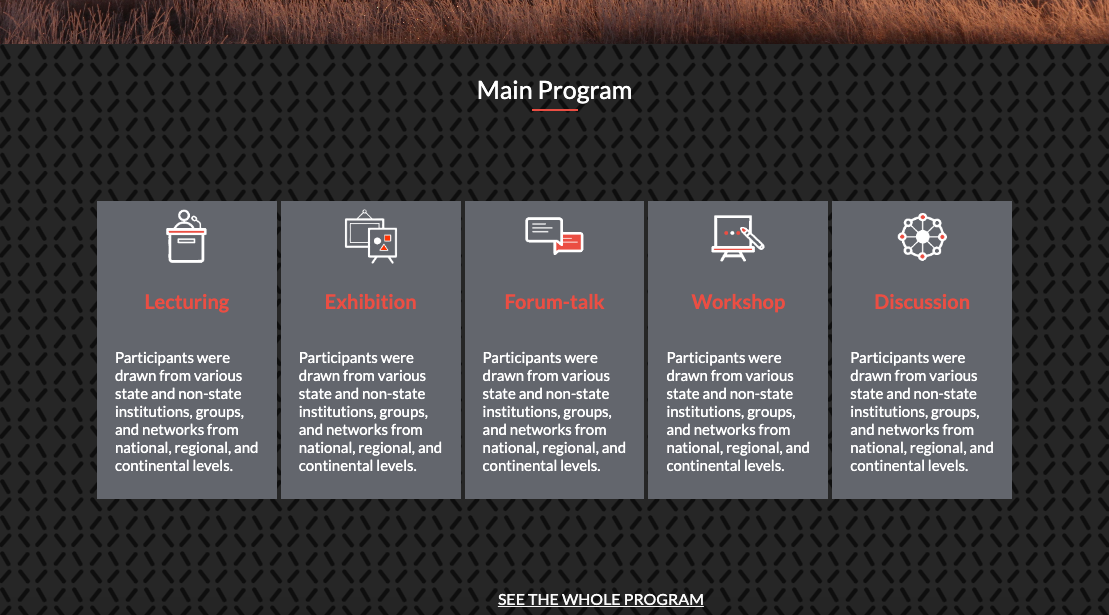 Main Program
Lecturing
Participants were
drawn from various
state and non-state
institutions, groups,
and networks from
national, regional, and
continental levels.
Exhibition
Participants were
drawn from various
state and non-state
institutions, groups,
and networks from
national, regional, and
continental levels.
Forum-talk
Participants were
drawn from various
state and non-state
institutions, groups,
and networks from
national, regional, and
continental levels.
Workshop
Participants were
drawn from various
state and non-state
institutions, groups,
and networks from
national, regional, and
continental levels.
Discussion
Participants were
drawn from various
state and non-state
institutions, groups,
and networks from
national, regional, and
continental levels.
SEE THE WHOLE PROGRAM